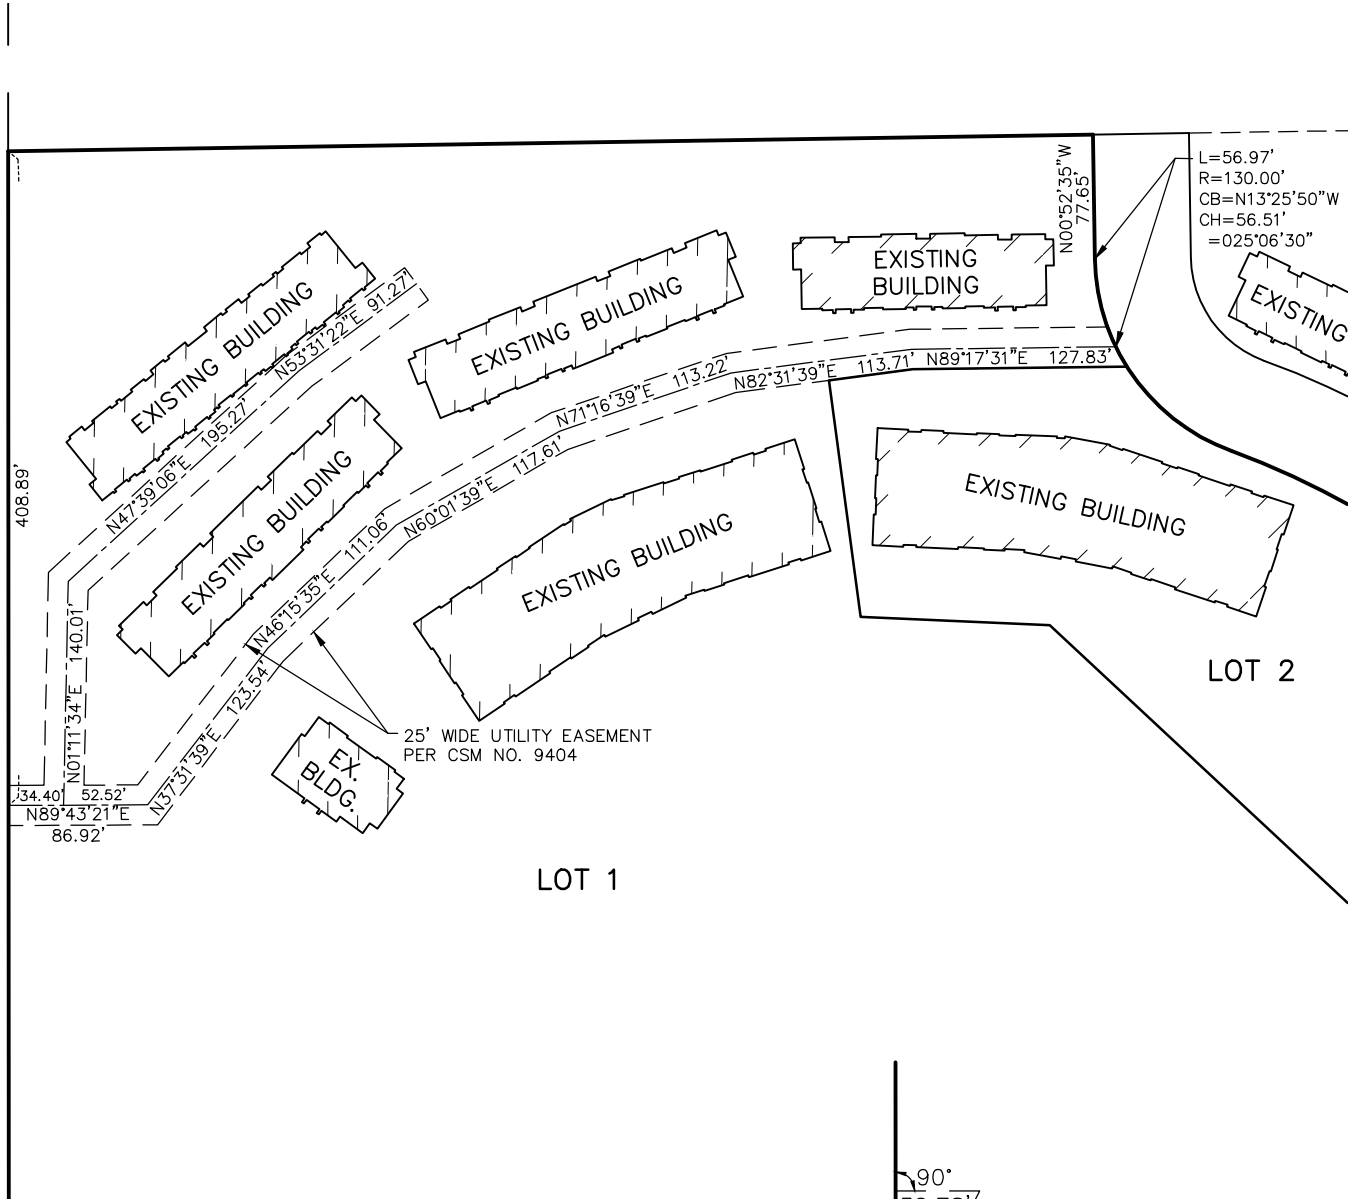 L=56.97'
R=130.00'
CB=N13°25'50"W
CH=56.51'
=025°06'30"
N00°52'35"W
77.65'
EXISTING
BUILDING
EXISTING
EXISTING BUILDING
EXISTING BUILDING
N53°31'22"E 91.27'
N47°39'06"E 195.27'
EXISTING BUILDING
N71°16'39"E 113.22'
N82°31'39"E 113.71'
N89°17'31"E 127.83'
N60°01'39"E 117.61'
N46°15'35"E 111.06'
408.89'
EXISTING BUILDING
EXISTING BUILDING
LOT 2
N01°11'34"E 140.01'
N37°31'39"E 123.54'
25' WIDE UTILITY EASEMENT
PER CSM NO. 9404
EX.
BLDG.
34.40' 52.52'
N89°43'21"E
86.92'
LOT 1
90°